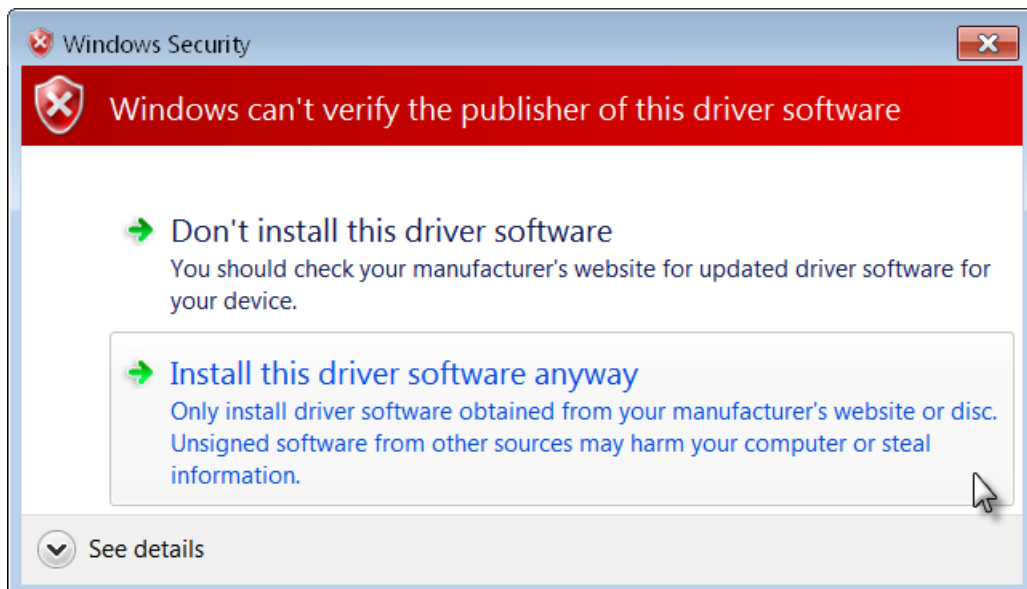 Windows Security
Windows can't verify the publisher of this driver software
Don't install this driver software
You should check your manufacturer's website for updated driver software for
your device.
Install this driver software anyway
Only install driver software obtained from your manufacturer's website or disc.
Unsigned software from other sources may harm your computer or steal
information.
See details